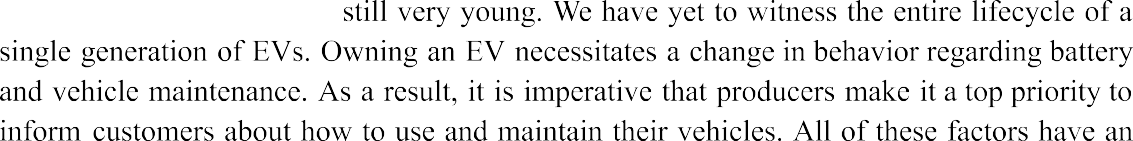 still very young. We have yet to witness the entire lifecycle of a
single generation of EVs. Owning an EV necessitates a change in behavior regarding battery
and vehicle maintenance. As a result, it is imperative that producers make it a top priority to
inform customers about how to use and maintain their vehicles. All of these factors have an